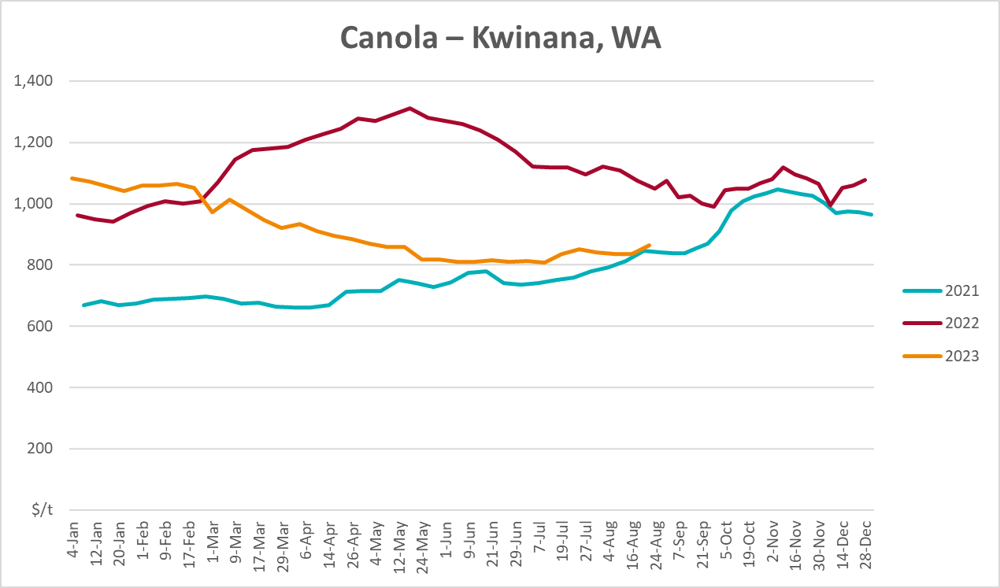 Canola – Kwinana, WA
1,400
1,200
1,000
800
600
400
200
$/t
4-Jan
12-Jan
20-Jan
1-Feb
9-Feb
17-Feb
1-Mar
9-Mar
17-Mar
29-Mar
6-Apr
14-Apr
26-Apr
4-May
12-May
24-May
1-Jun
9-Jun
21-Jun
29-Jun
7-Jul
19-Jul
27-Jul
4-Aug
16-Aug
24-Aug
7-Sep
21-Sep
5-Oct
19-Oct
2-Nov
16-Nov
30-Nov
14-Dec
28-Dec
2021
2022
2023